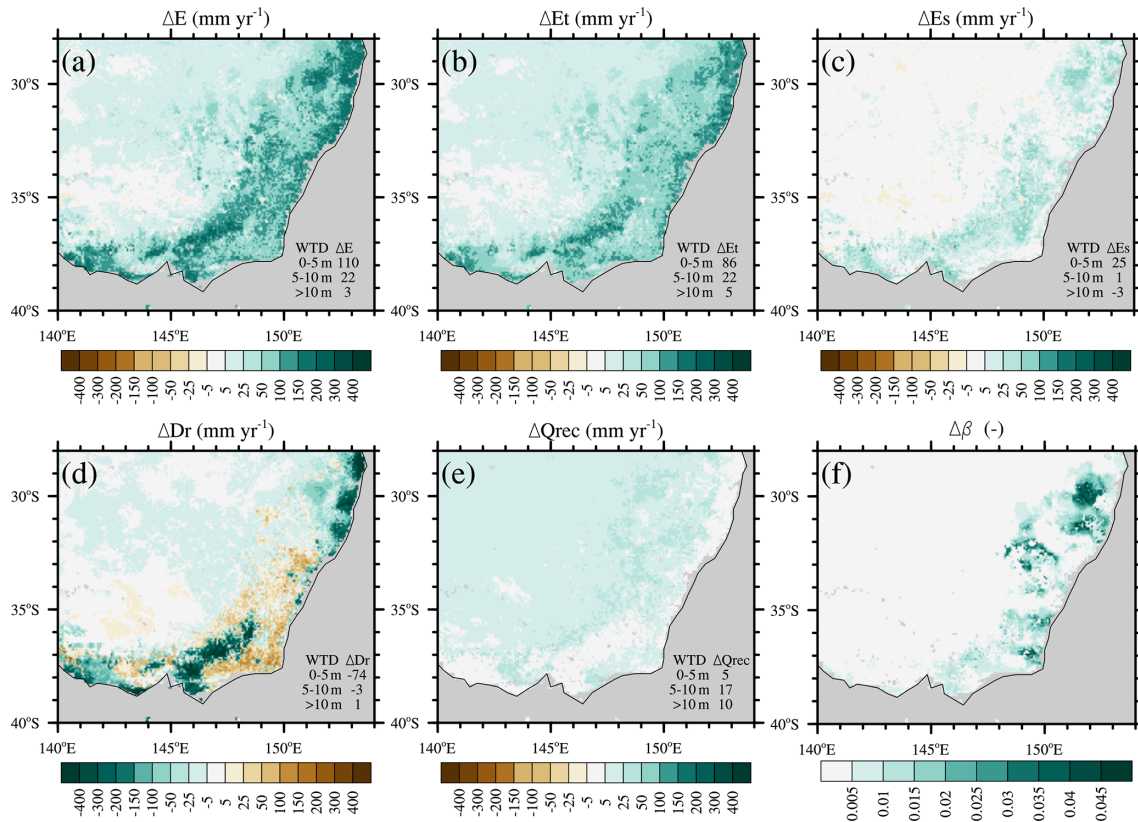 ΔE (mm yr⁻¹)
ΔEt (mm yr⁻¹)
ΔEs (mm yr⁻¹)
(a)
(b)
(c)
30°S
30°S
30°S
35°S
35°S
35°S
40°S
40°S
40°S
WTD ΔE
0-5 m 110
5-10 m 22
>10 m 3
WTD ΔEt
0-5 m 86
5-10 m 22
>10 m 5
WTD ΔEs
0-5 m 25
5-10 m 1
>10 m -3
140°E 145°E 150°E
140°E 145°E 150°E
140°E 145°E 150°E
-400 -300 -200 -150 -100 -50 -25 -5 5 25 50 100 150 200 300 400
-400 -300 -200 -150 -100 -50 -25 -5 5 25 50 100 150 200 300 400
-400 -300 -200 -150 -100 -50 -25 -5 5 25 50 100 150 200 300 400
ΔDr (mm yr⁻¹)
ΔQrec (mm yr⁻¹)
Δβ (-)
(d)
(e)
(f)
30°S
30°S
30°S
35°S
35°S
35°S
40°S
40°S
40°S
WTD ΔDr
0-5 m -74
5-10 m -3
>10 m 1
WTD ΔQrec
0-5 m 5
5-10 m 17
>10 m 10
140°E 145°E 150°E
140°E 145°E 150°E
140°E 145°E 150°E
-400 -300 -200 -150 -100 -50 -25 -5 5 25 50 100 150 200 300 400
-400 -300 -200 -150 -100 -50 -25 -5 5 25 50 100 150 200 300 400
0.005 0.01 0.015 0.02 0.025 0.03 0.035 0.04 0.045